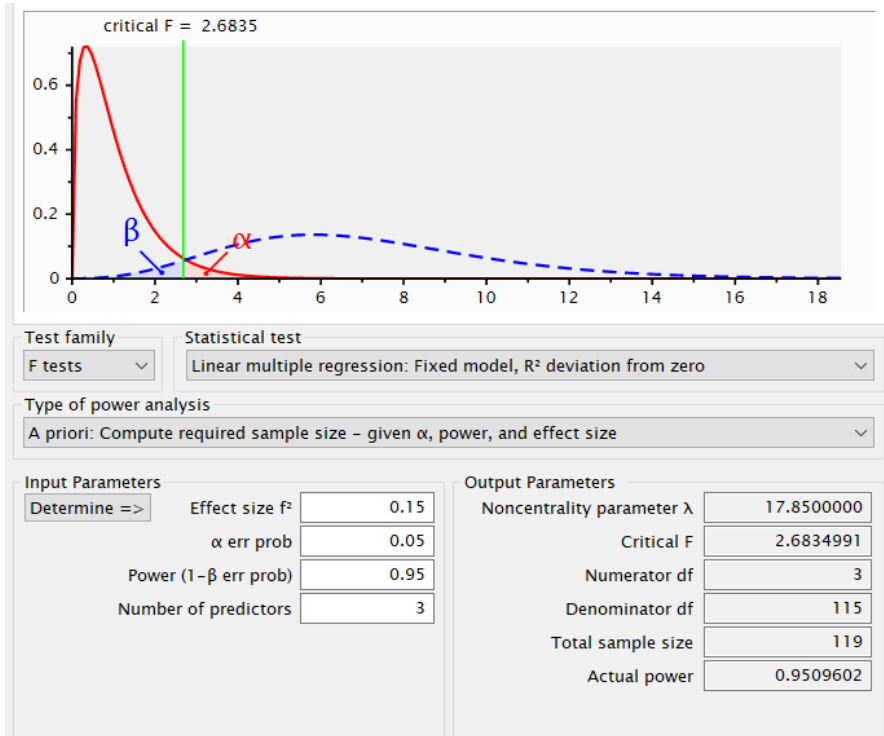 critical F = 2.6835
0.6
0.4
0.2
0
β
α
0 2 4 6 8 10 12 14 16 18
Test family
Statistical test
F tests
Linear multiple regression: Fixed model, R² deviation from zero
Type of power analysis
A priori: Compute required sample size – given α, power, and effect size
Input Parameters
Output Parameters
Determine => Effect size f² 0.15
Noncentrality parameter λ 17.8500000
α err prob 0.05
Critical F 2.6834991
Power (1-β err prob) 0.95
Numerator df 3
Number of predictors 3
Denominator df 115
Total sample size 119
Actual power 0.9509602